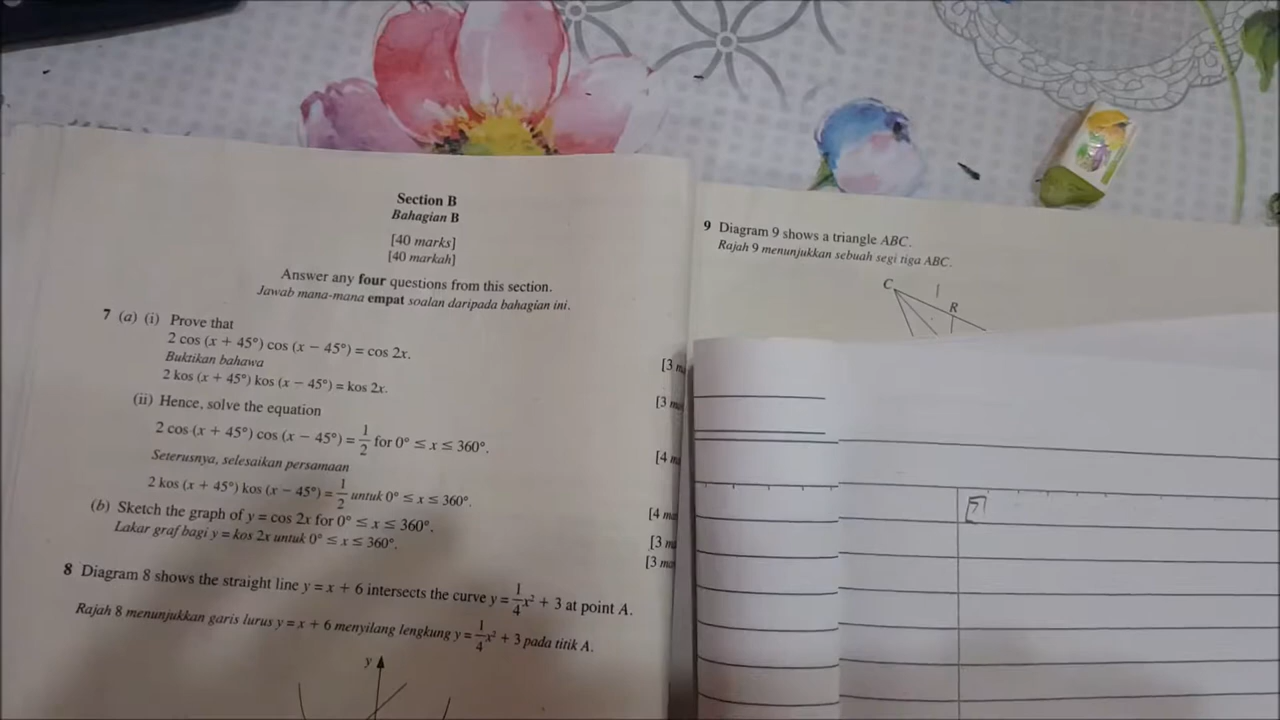 Section B
Bahagian B
[40 marks]
[40 markah]
Answer any four questions from this section.
Jawab mana-mana empat soalan daripada bahagian ini.
7 (a) (i) Prove that
2 cos (x + 45°) cos (x − 45°) = cos 2x.
[3
Buktikan bahawa
2 kos (x + 45°) kos (x − 45°) = kos 2x.
[3
(ii) Hence, solve the equation
2 cos (x + 45°) cos (x − 45°) = 1/2 for 0° ≤ x ≤ 360°.
[4
Seterusnya, selesaikan persamaan
2 kos (x + 45°) kos (x − 45°) = 1/2 untuk 0° ≤ x ≤ 360°.
[4
(b) Sketch the graph of y = cos 2x for 0° ≤ x ≤ 360°.
[3
Lakar graf bagi y = kos 2x untuk 0° ≤ x ≤ 360°.
[3
8 Diagram 8 shows the straight line y = x + 6 intersects the curve y = 1/4x² + 3 at point A.
Rajah 8 menunjukkan garis lurus y = x + 6 menyilang lengkung y = 1/4x² + 3 pada titik A.
y
9 Diagram 9 shows a triangle ABC.
Rajah 9 menunjukkan sebuah segi tiga ABC.
C
R
7